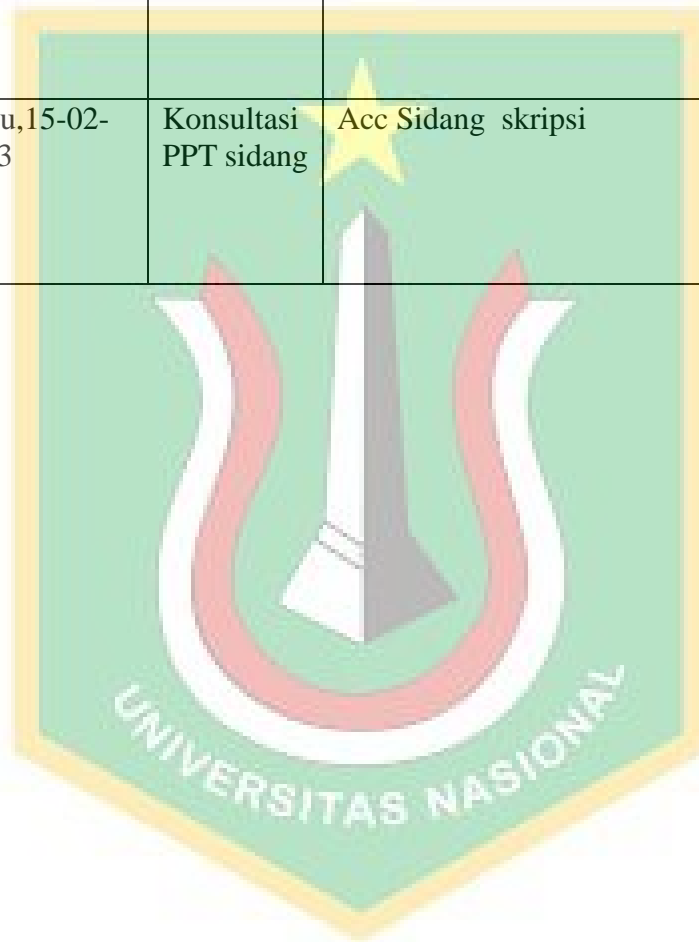 u,15-02-
3
Konsultasi
PPT sidang
Acc Sidang skripsi
UNIVERSITAS NASIONAL